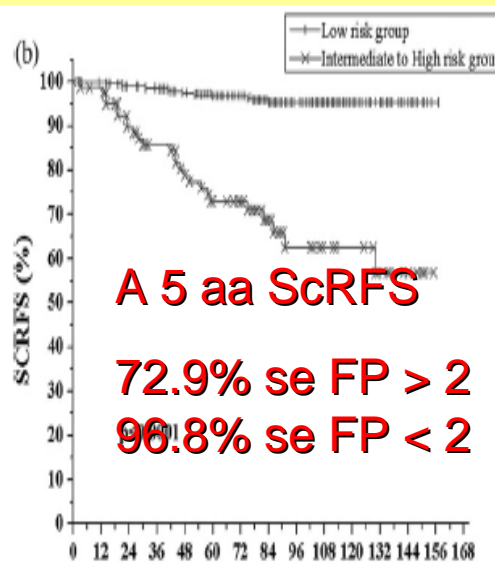 Low risk group
Intermediate to High risk grou
(b)
100
90
80
70
60
50
40
30
20
10
0
SCRFS (%)
A 5 aa ScRFS
72.9% se FP > 2
96.8% se FP < 2
0 12 24 36 48 60 72 84 96 108 120 132 144 156 168